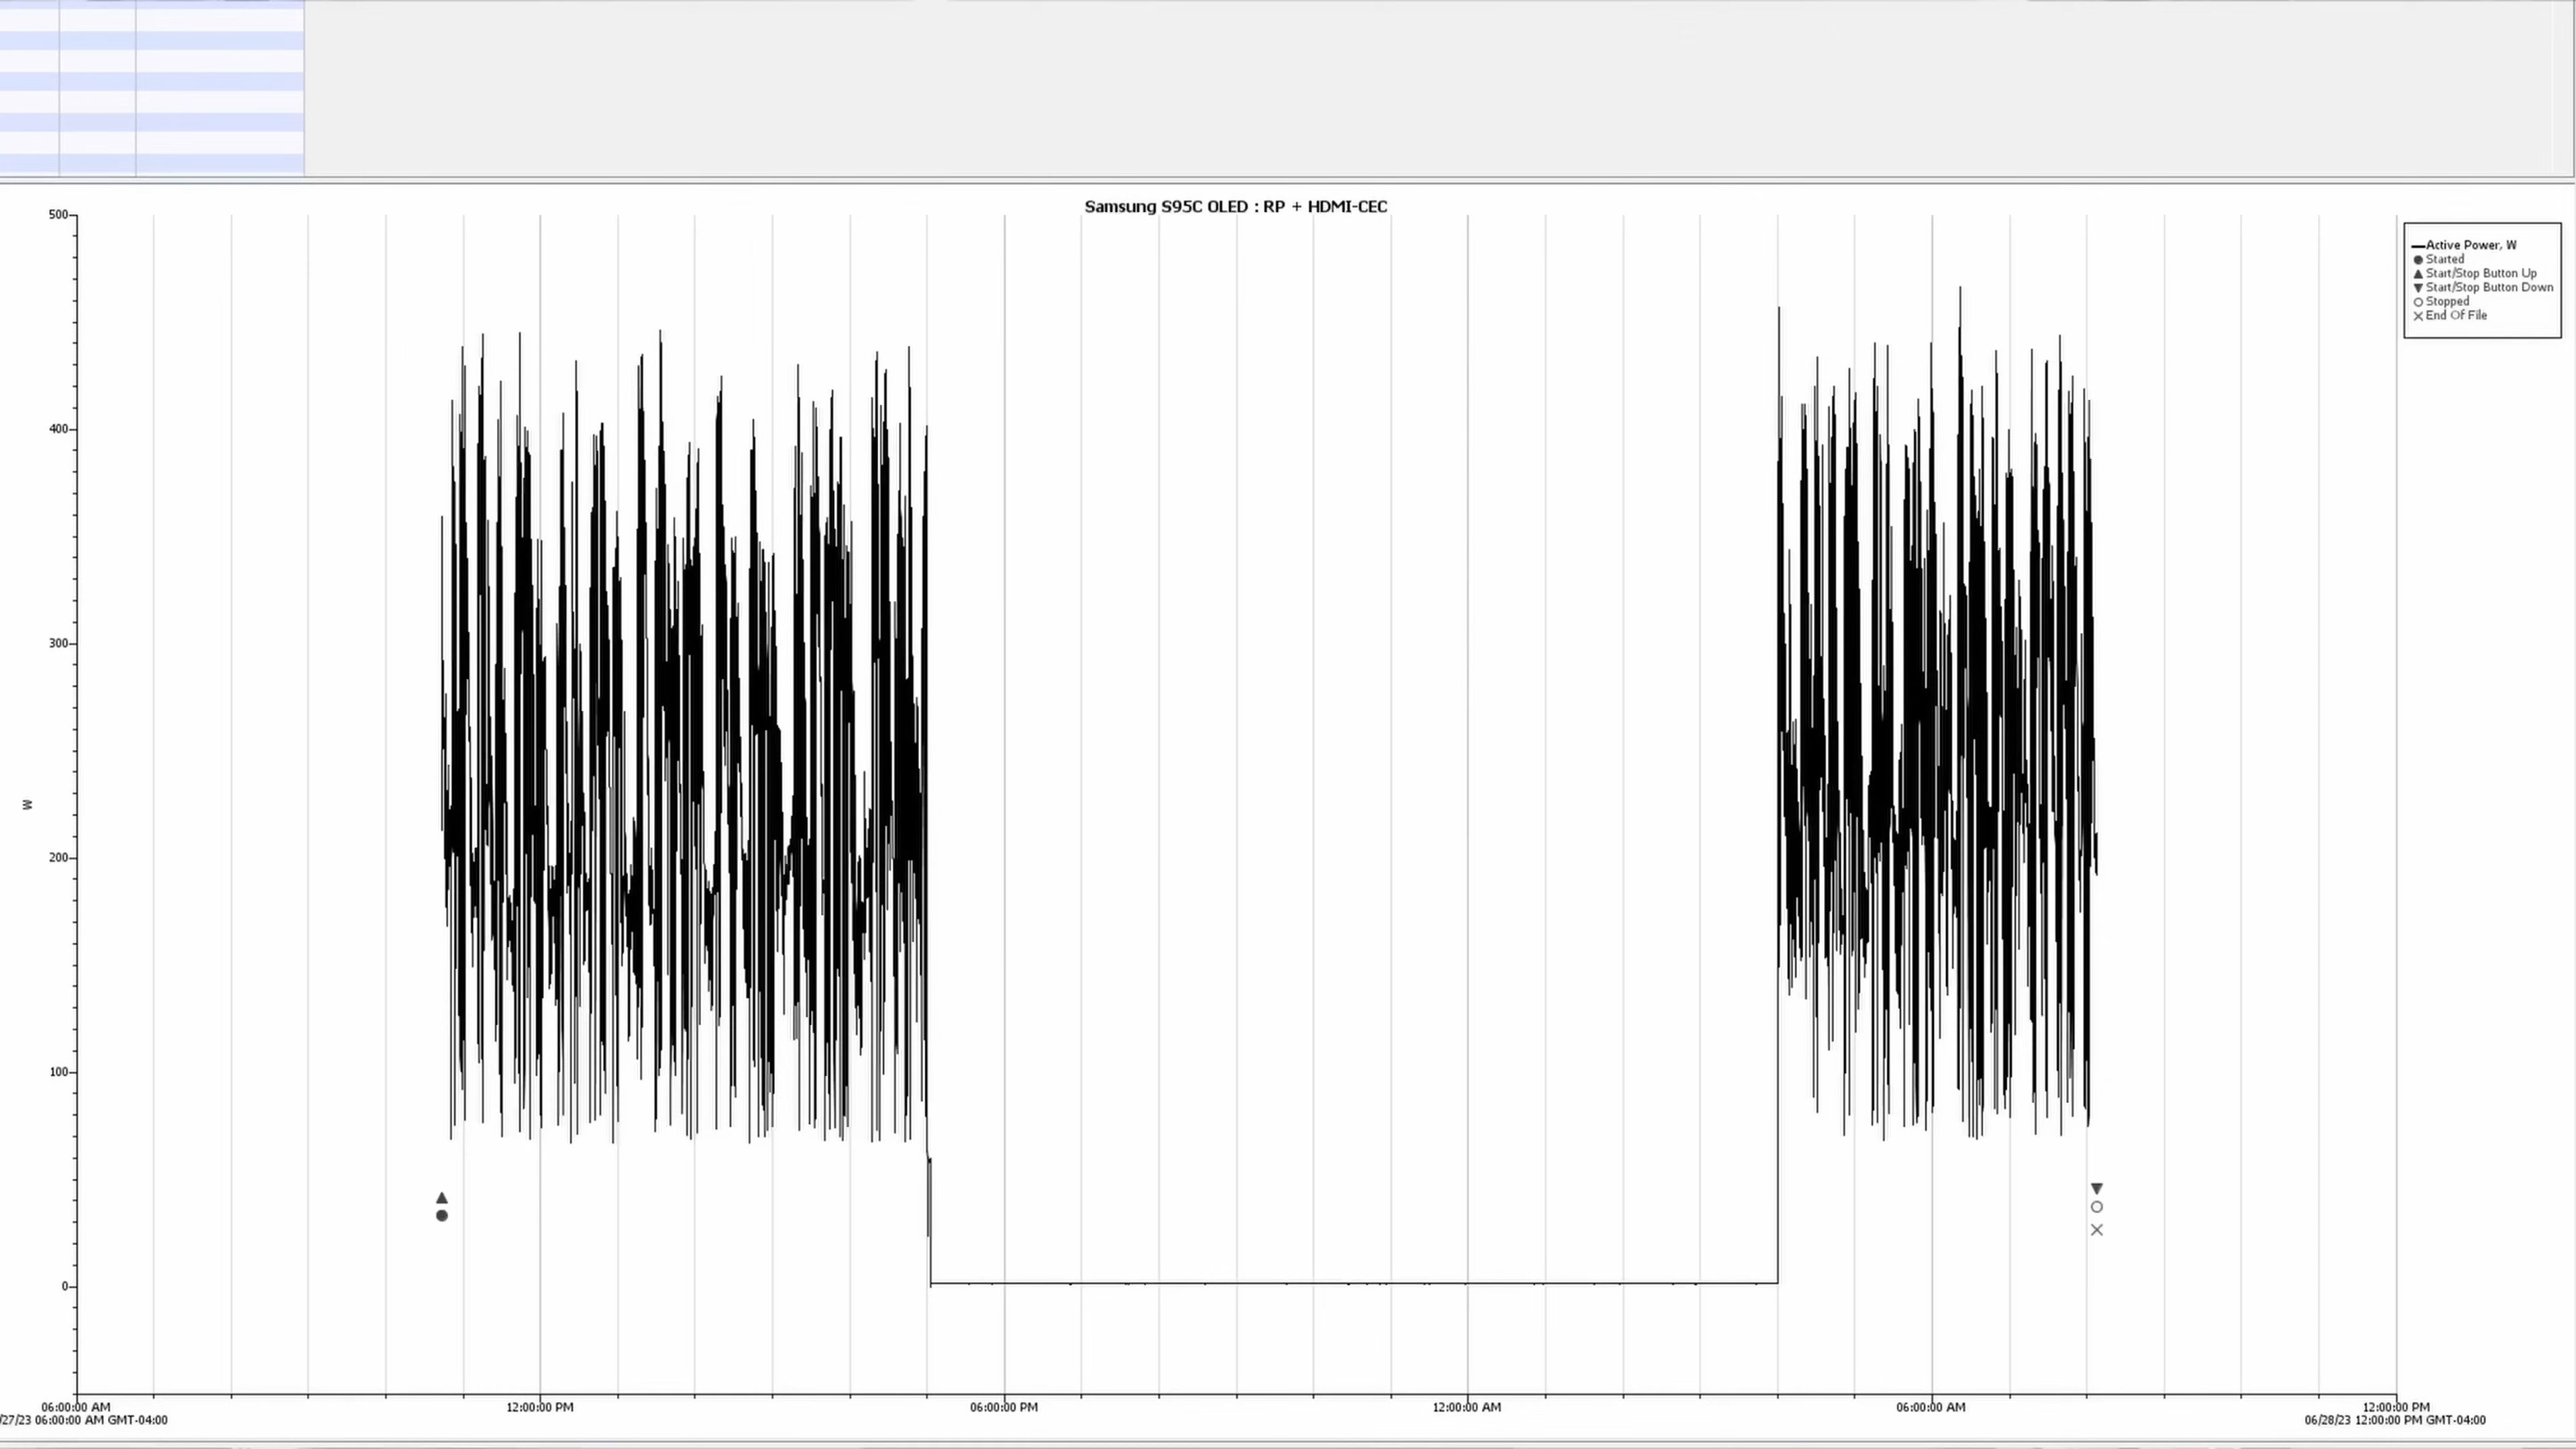 Samsung S95C OLED : RP + HDMI-CEC
500
400
300
200
100
0
W
Active Power, W
Started
Start/Stop Button Up
Start/Stop Button Down
Stopped
End Of File
06:00:00 AM
12:00:00 PM
06:00:00 PM
12:00:00 AM
06:00:00 AM
12:00:00 PM
/27/23 06:00:00 AM GMT-04:00
06/28/23 12:00:00 PM GMT-04:00